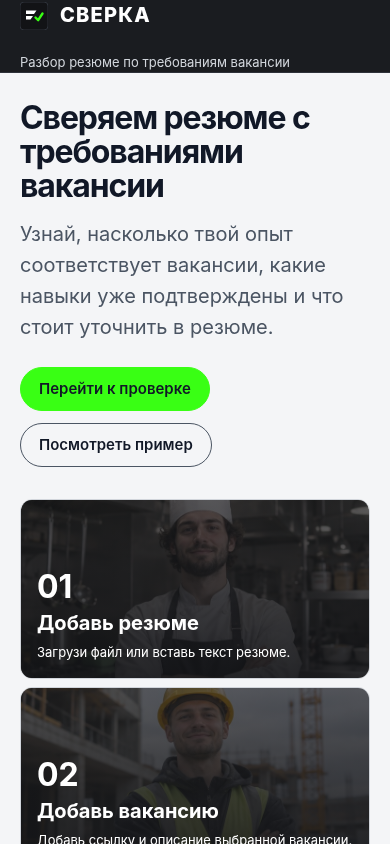 СВЕРКА
Разбор резюме по требованиям вакансии
Сверяем резюме с
требованиями
вакансии
Узнай, насколько твой опыт
соответствует вакансии, какие
навыки уже подтверждены и что
стоит уточнить в резюме.
Перейти к проверке
Посмотреть пример
01
Добавь резюме
Загрузи файл или вставь текст резюме.
02
Добавь вакансию
Добавь ссылку и описание выбранной вакансии.